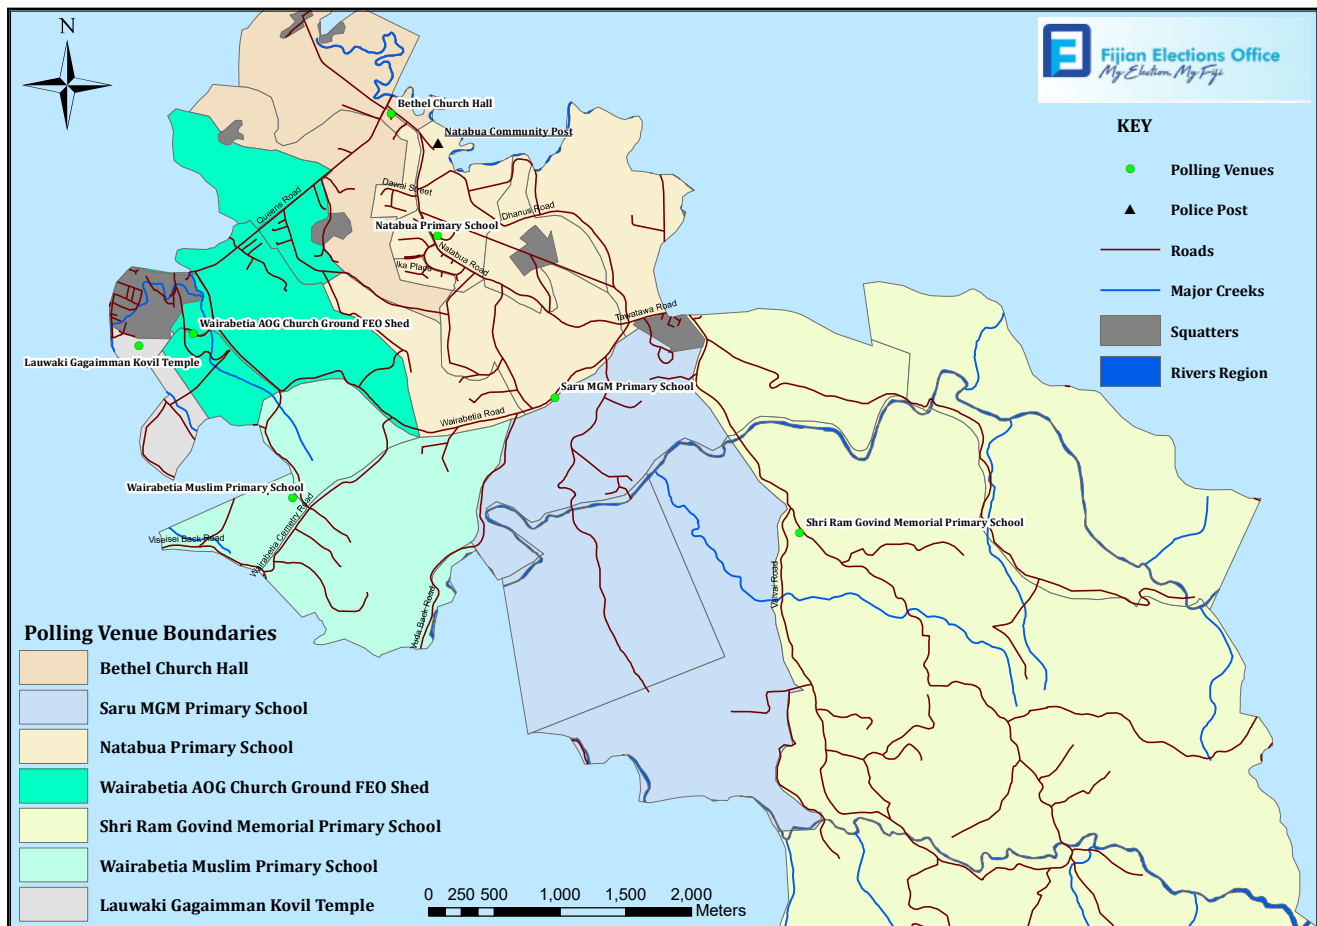 N
Fijian Elections Office
My Election, My Fiji
KEY
Polling Venues
Police Post
Roads
Major Creeks
Squatters
Rivers Region
Bethel Church Hall
Natabua Community Post
Dawai Street
Queens Road
Dhanus Road
Natabua Primary School
Natabua Road
Ika Place
Tawatawa Road
Wairabetia AOG Church Ground FEO Shed
Lauwaki Gagaimman Kovil Temple
Saru MGM Primary School
Wairabetia Road
Wairabetia Muslim Primary School
Wairabetia Cemetry Road
Viseisei Back Road
Shri Ram Govind Memorial Primary School
Vaivai Road
Vuda Back Road
Polling Venue Boundaries
Bethel Church Hall
Saru MGM Primary School
Natabua Primary School
Wairabetia AOG Church Ground FEO Shed
Shri Ram Govind Memorial Primary School
Wairabetia Muslim Primary School
Lauwaki Gagaimman Kovil Temple
0 250 500 1,000 1,500 2,000
Meters